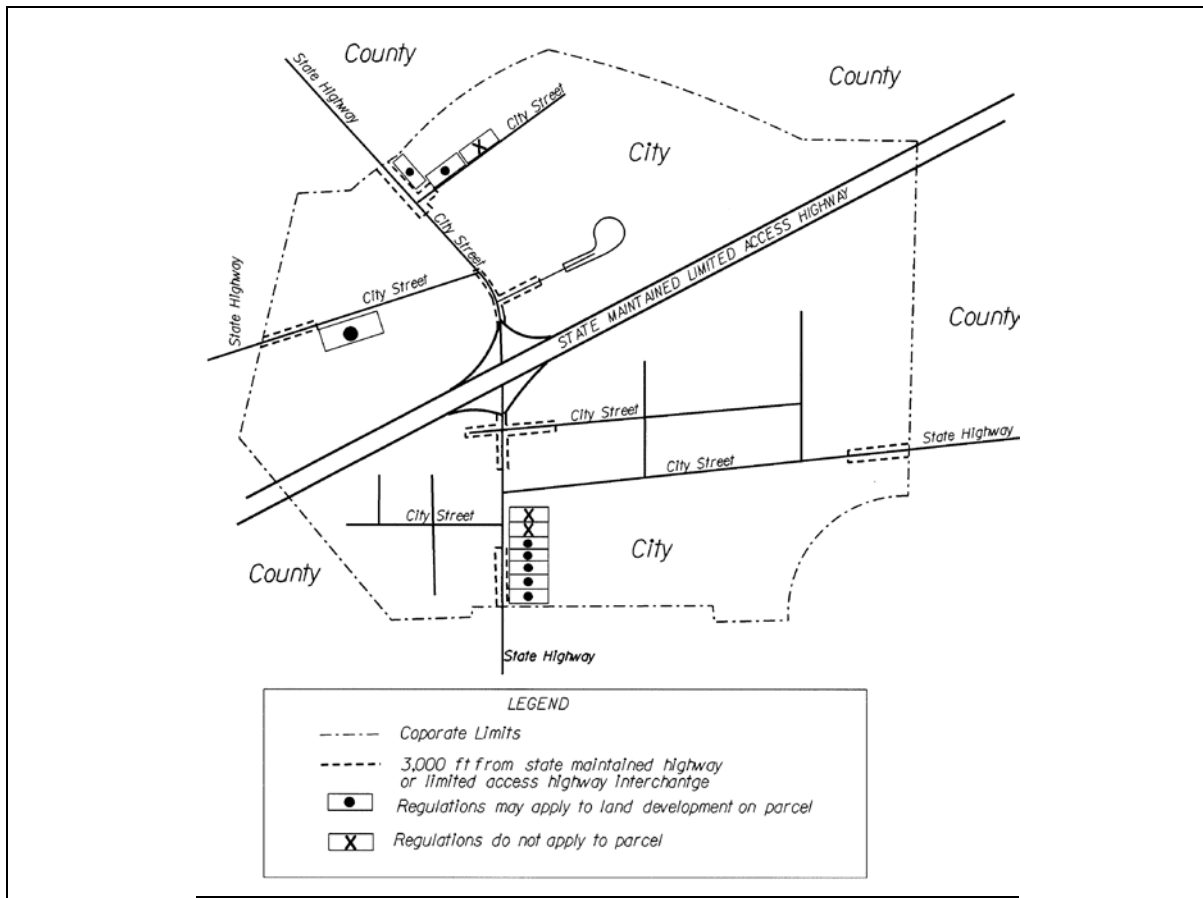 County
State Highway
County
City Street
City
City Street
STATE MAINTAINED LIMITED ACCESS HIGHWAY
State Highway
City Street
County
City Street
State Highway
City Street
City Street
X
X
X
City
County
State Highway
LEGEND
Coporate Limits
3,000 ft from state maintained highway
or limited access highway interchantge
Regulations may apply to land development on parcel
X
Regulations do not apply to parcel